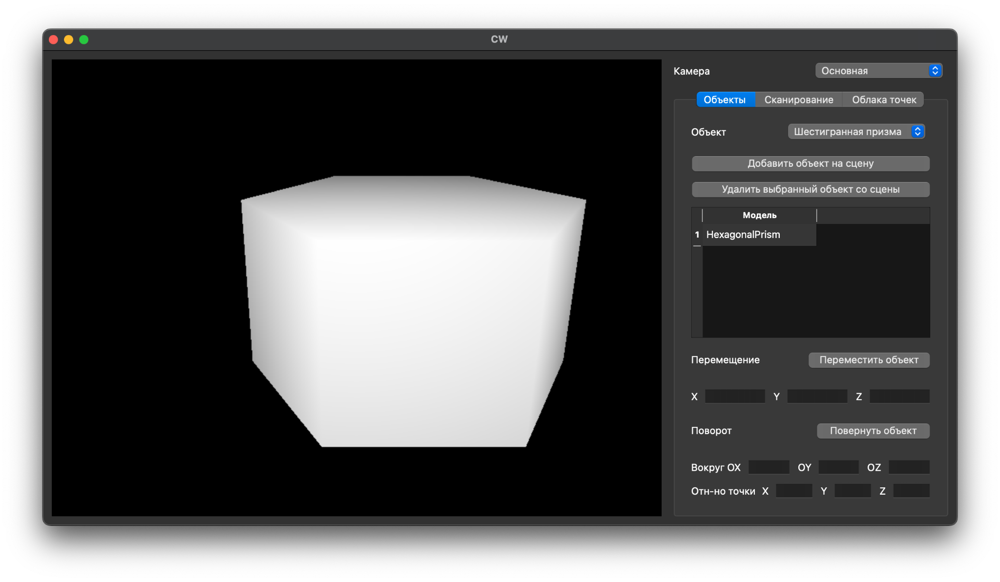 CW
Камера Основная
Объекты Сканирование Облака точек
Объект Шестигранная призма
Добавить объект на сцену
Удалить выбранный объект со сцены
Модель
1 HexagonalPrism
Перемещение Переместить объект
X Y Z
Поворот Повернуть объект
Вокруг OX OY OZ
Отн-но точки X Y Z